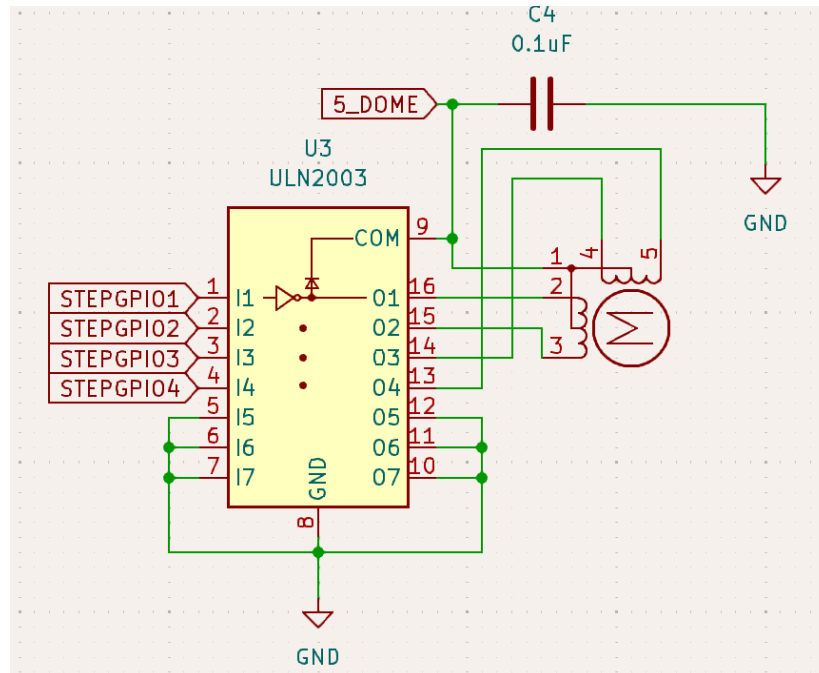 C4
0.1uF
5_DOME
U3
ULN2003
GND
COM
9
1
4
5
STEPGPIO1
1
I1
O1
16
2
STEPGPIO2
2
I2
O2
15
STEPGPIO3
3
I3
O3
14
3
STEPGPIO4
4
I4
O4
13
5
I5
O5
12
6
I6
O6
11
7
I7
O7
10
GND
8
GND